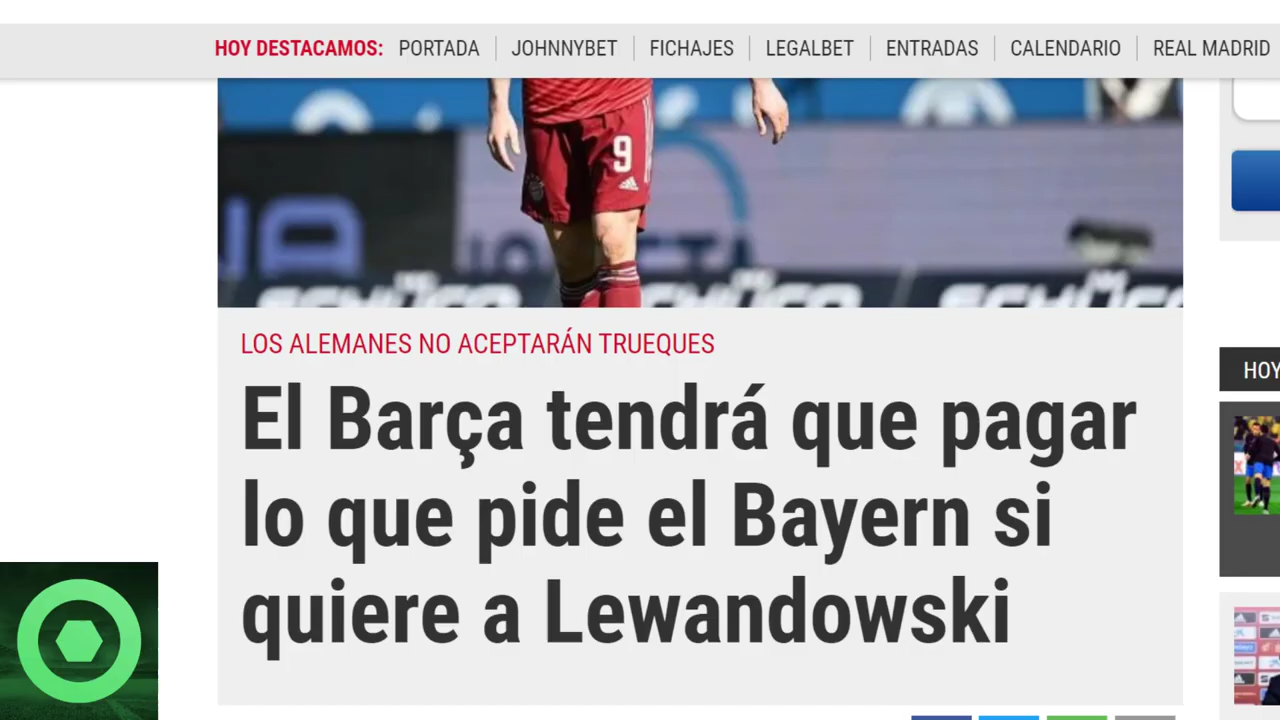 HOY DESTACAMOS: PORTADA JOHNNYBET FICHAJES LEGALBET ENTRADAS CALENDARIO REAL MADRID
9
LOS ALEMANES NO ACEPTARÁN TRUEQUES
El Barça tendrá que pagar
lo que pide el Bayern si
quiere a Lewandowski
HOY